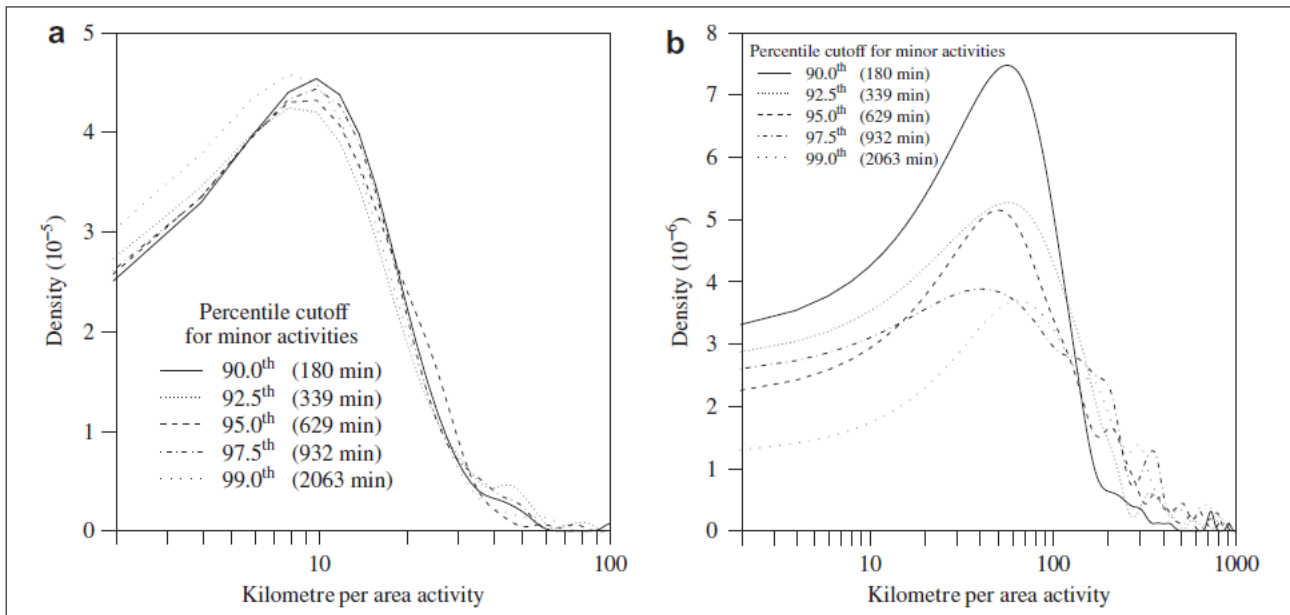 a
5
4
3
2
1
0
Density (10⁻⁵)
Percentile cutoff
for minor activities
90.0ᵗʰ (180 min)
92.5ᵗʰ (339 min)
95.0ᵗʰ (629 min)
97.5ᵗʰ (932 min)
99.0ᵗʰ (2063 min)
10
100
Kilometre per area activity
b
8
7
6
5
4
3
2
1
0
Density (10⁻⁶)
Percentile cutoff for minor activities
90.0ᵗʰ (180 min)
92.5ᵗʰ (339 min)
95.0ᵗʰ (629 min)
97.5ᵗʰ (932 min)
99.0ᵗʰ (2063 min)
10
100
1000
Kilometre per area activity